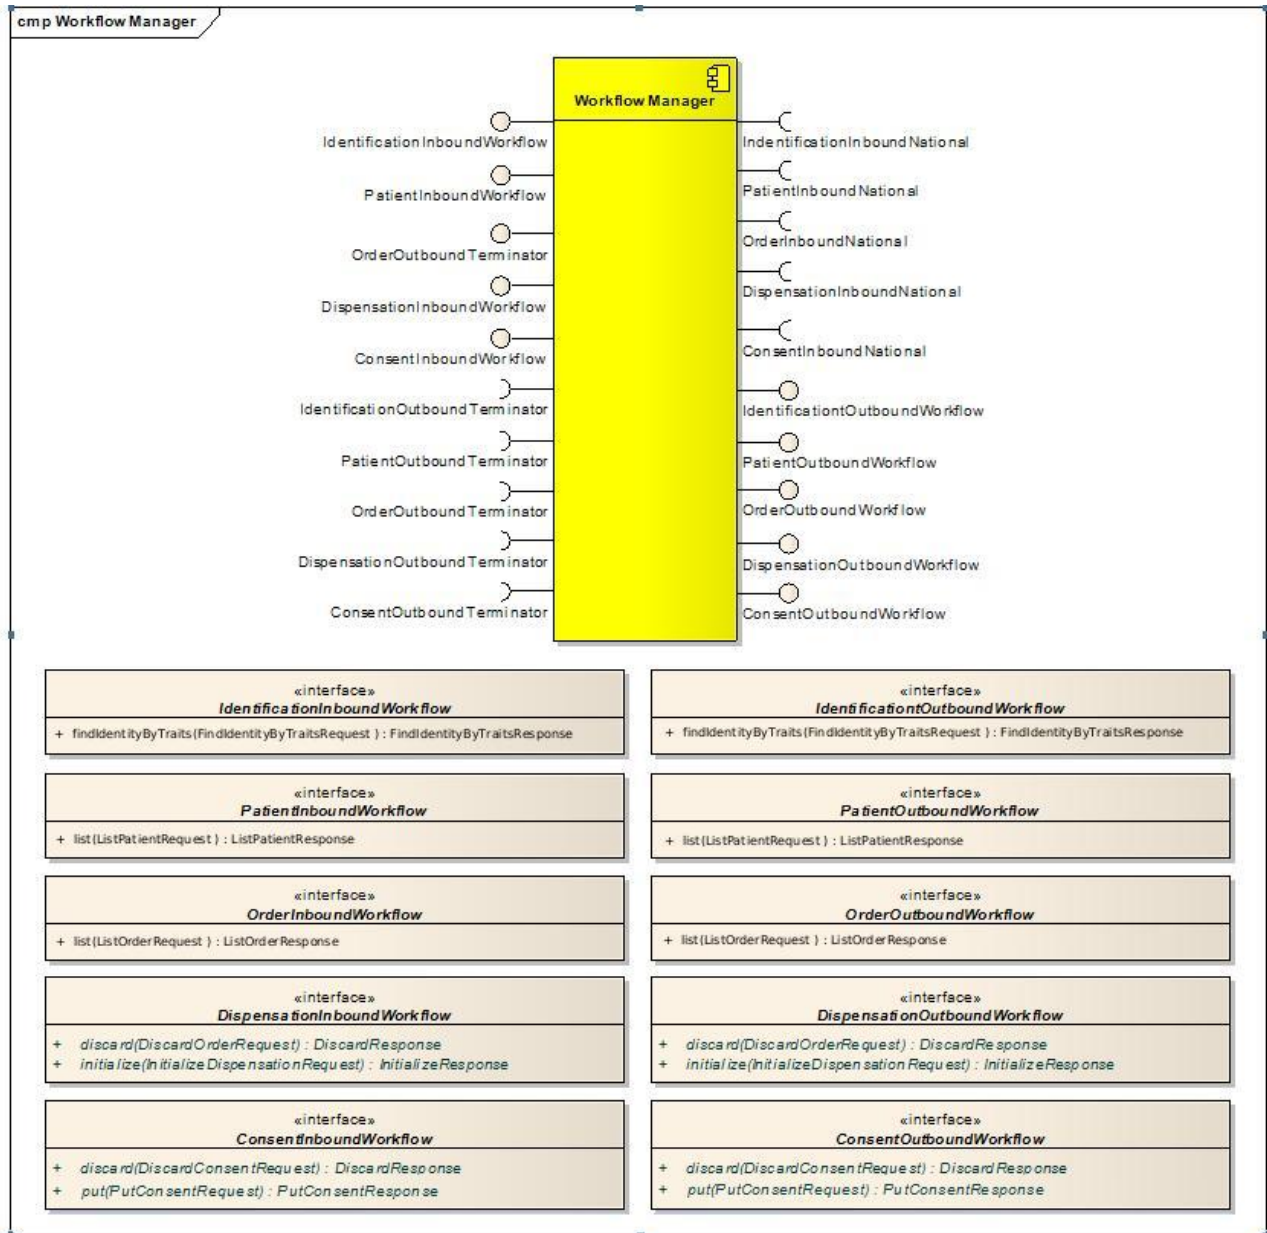 cmp Workflow Manager
Workflow Manager
IdentificationInboundWorkflow
PatientInboundWorkflow
OrderOutboundTerminator
DispensationInboundWorkflow
ConsentInboundWorkflow
IdentificationOutboundTerminator
PatientOutboundTerminator
OrderOutboundTerminator
DispensationOutboundTerminator
ConsentOutboundTerminator
IndentificationInboundNational
PatientInboundNational
OrderInboundNational
DispensationInboundNational
ConsentInboundNational
IdentificationtOutboundWorkflow
PatientOutboundWorkflow
OrderOutboundWorkflow
DispensationOutboundWorkflow
ConsentOutboundWorkflow
«interface»
IdentificationInboundWorkflow
+ findIdentityByTraits(FindIdentityByTraitsRequest ) : FindIdentityByTraitsResponse
«interface»
IdentificationtOutboundWorkflow
+ findIdentityByTraits(FindIdentityByTraitsRequest ) : FindIdentityByTraitsResponse
«interface»
PatientInboundWorkflow
+ list(ListPatientRequest ) : ListPatientResponse
«interface»
PatientOutboundWorkflow
+ list(ListPatientRequest ) : ListPatientResponse
«interface»
OrderInboundWorkflow
+ list(ListOrderRequest ) : ListOrderResponse
«interface»
OrderOutboundWorkflow
+ list(ListOrderRequest ) : ListOrderResponse
«interface»
DispensationInboundWorkflow
+ discard(DiscardOrderRequest) : DiscardResponse
+ initialize(InitializeDispensationRequest) : InitializeResponse
«interface»
DispensationOutboundWorkflow
+ discard(DiscardOrderRequest) : DiscardResponse
+ initialize(InitializeDispensationRequest) : InitializeResponse
«interface»
ConsentInboundWorkflow
+ discard(DiscardConsentRequest) : DiscardResponse
+ put(PutConsentRequest) : PutConsentResponse
«interface»
ConsentOutboundWorkflow
+ discard(DiscardConsentRequest) : DiscardResponse
+ put(PutConsentRequest) : PutConsentResponse